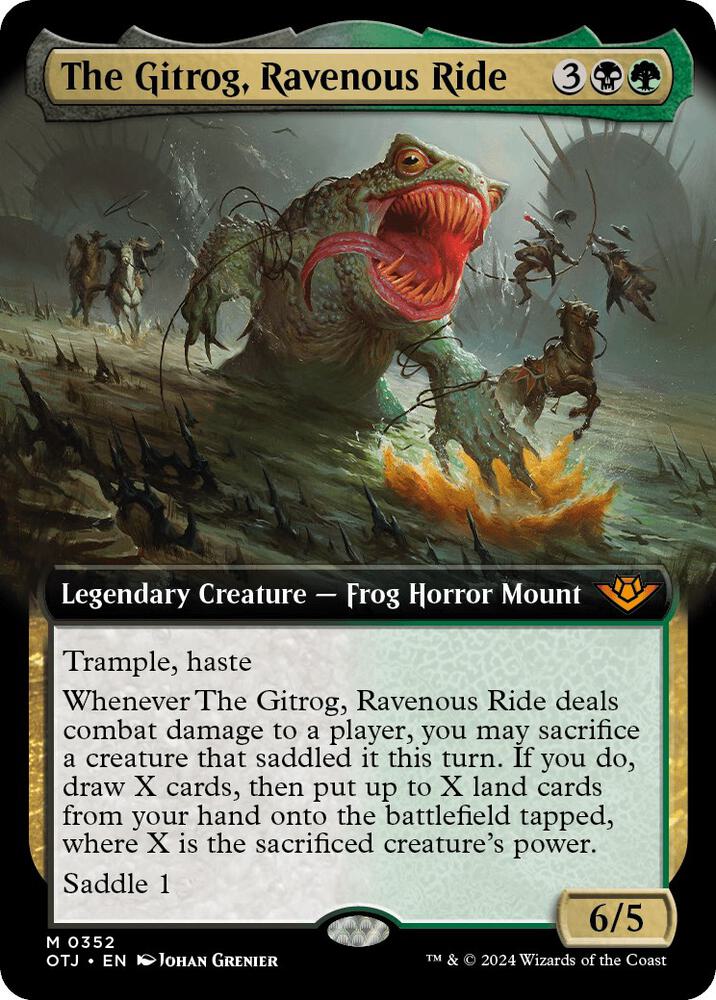 The Gitrog, Ravenous Ride 3
Legendary Creature — Frog Horror Mount
Trample, haste
Whenever The Gitrog, Ravenous Ride deals
combat damage to a player, you may sacrifice
a creature that saddled it this turn. If you do,
draw X cards, then put up to X land cards
from your hand onto the battlefield tapped,
where X is the sacrificed creature's power.
Saddle 1
6/5
M 0352
OTJ • EN Johan Grenier
™ & © 2024 Wizards of the Coast